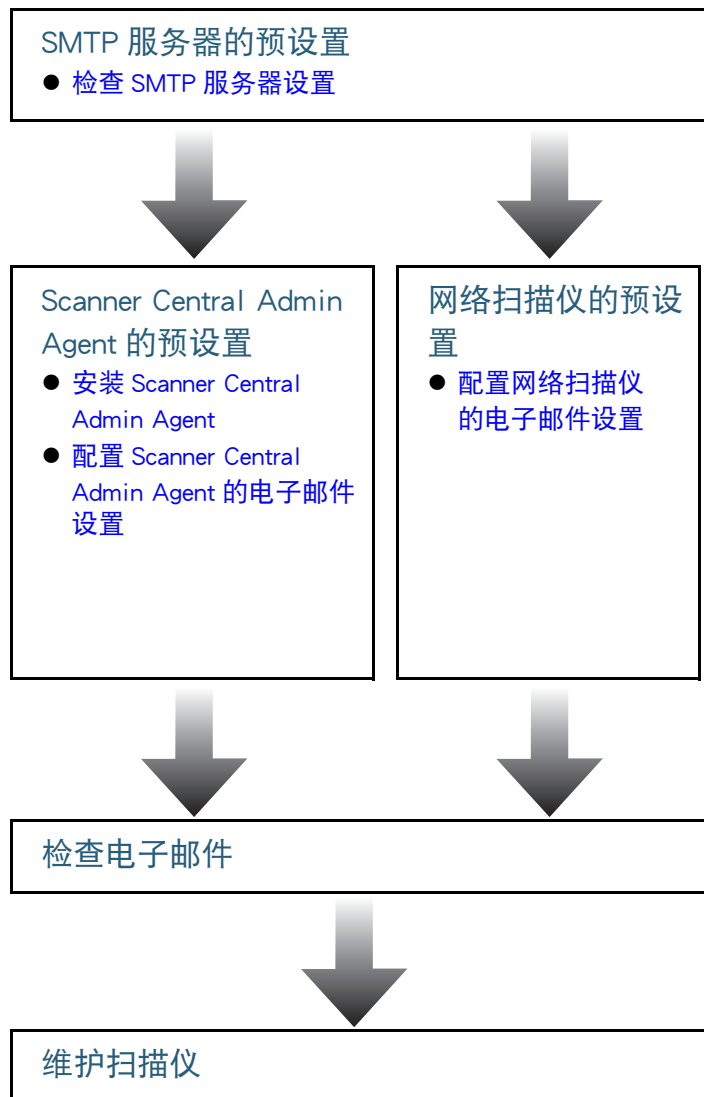 SMTP 服务器的预设置
● 检查 SMTP 服务器设置
Scanner Central Admin
Agent 的预设置
● 安装 Scanner Central
Admin Agent
● 配置 Scanner Central
Admin Agent 的电子邮件
设置
网络扫描仪的预设
置
● 配置网络扫描仪
的电子邮件设置
检查电子邮件
维护扫描仪